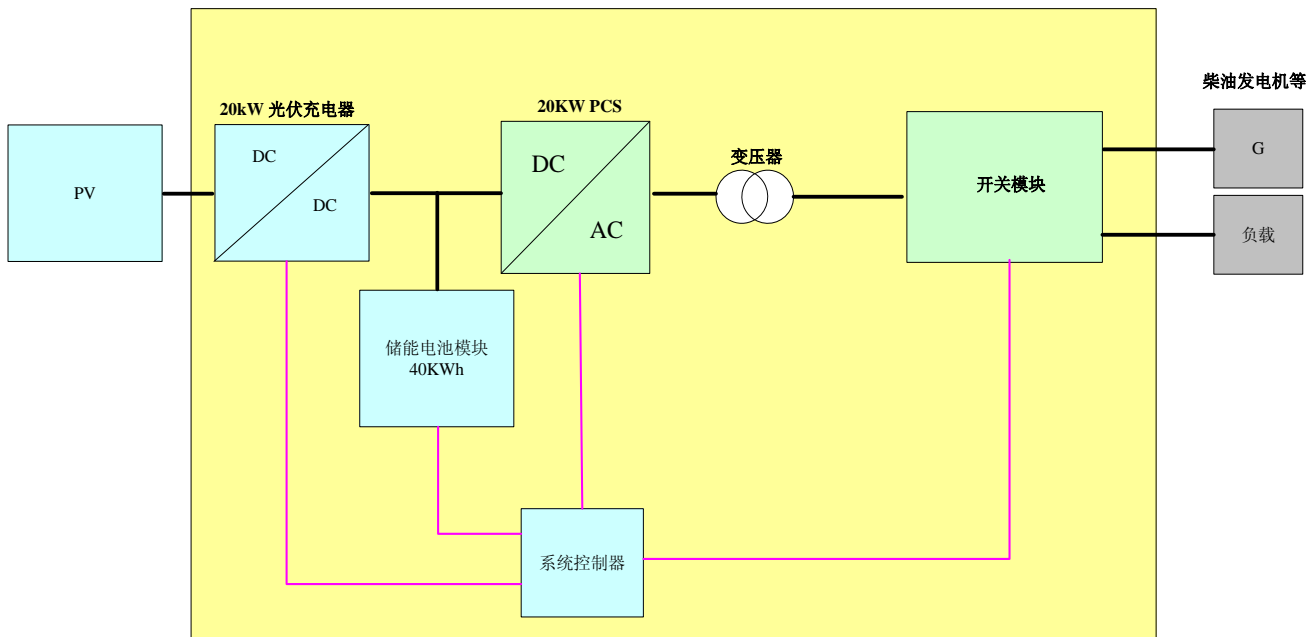 柴油发电机等
20kW 光伏充电器
20KW PCS
变压器
PV
DC
DC
DC
AC
开关模块
G
负载
储能电池模块
40KWh
系统控制器